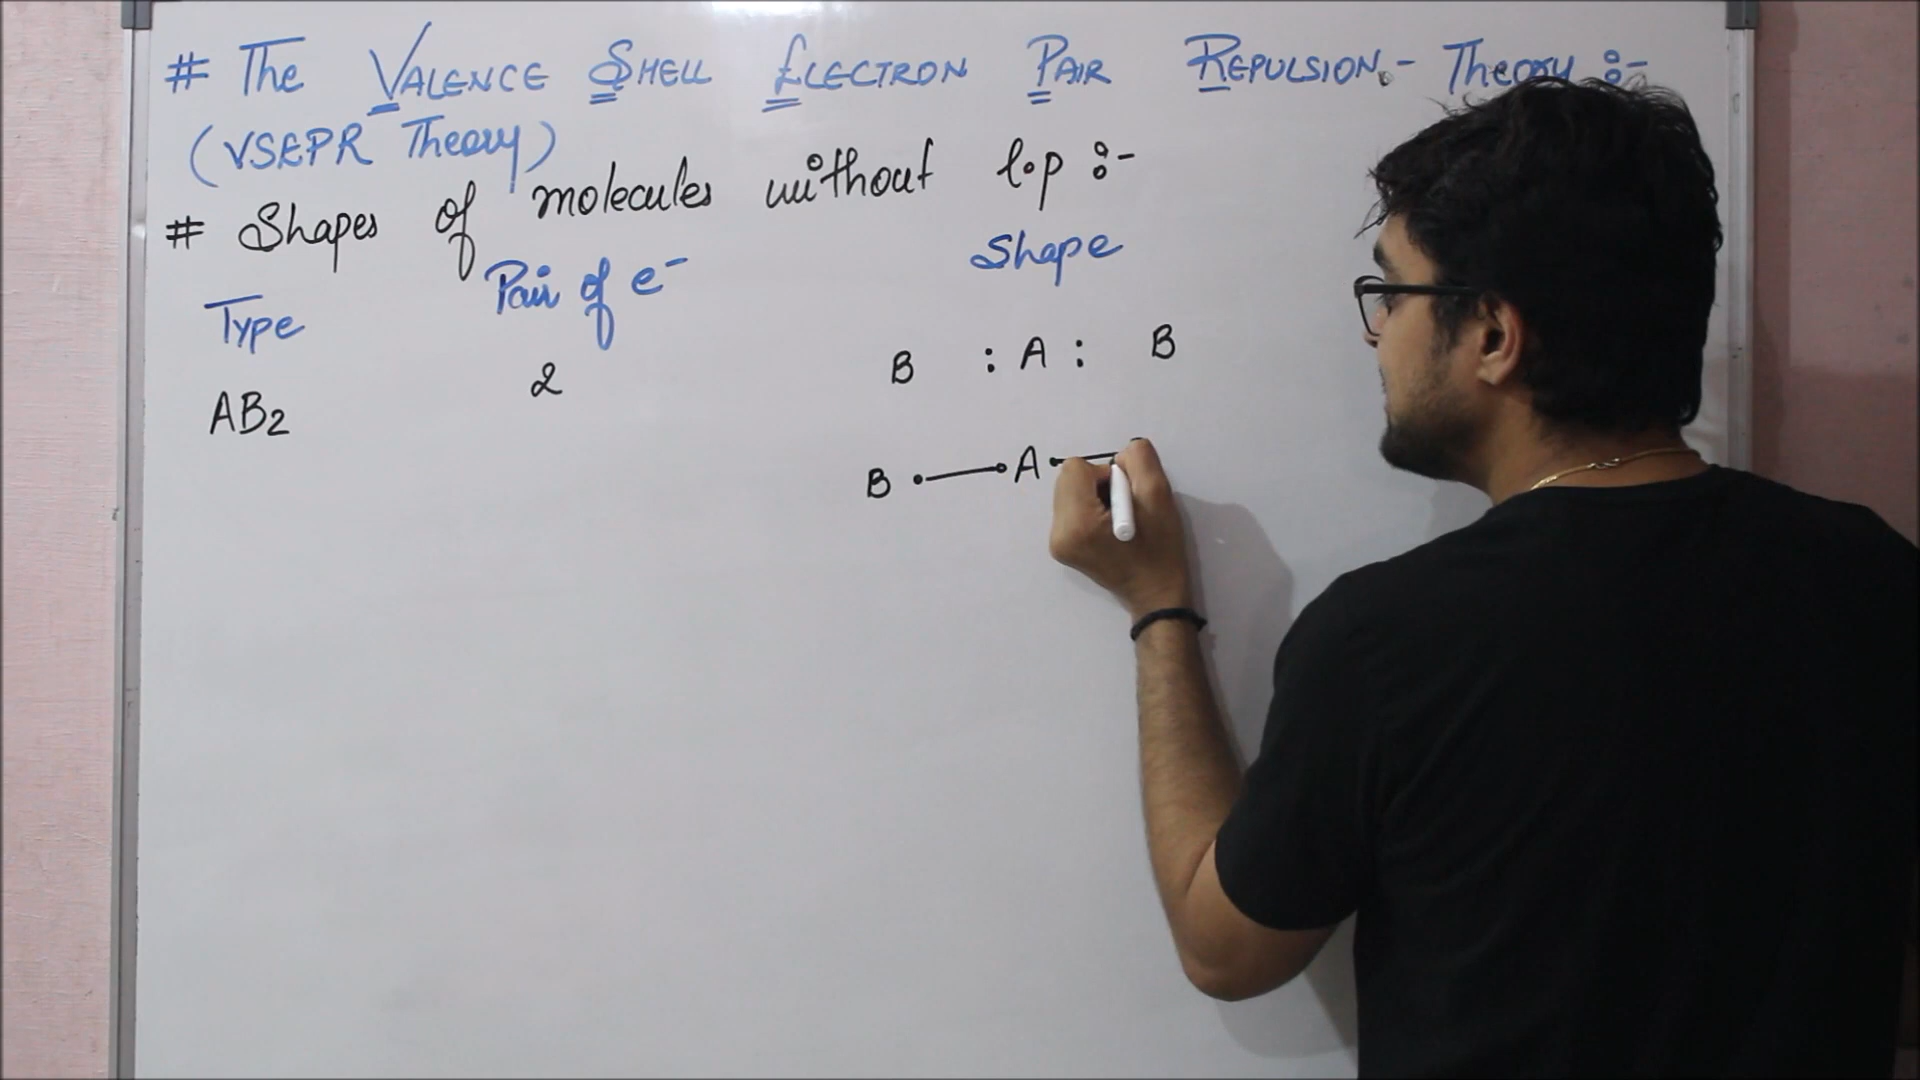 # The VALENCE SHELL ELECTRON PAIR REPULSION - Theory :-
(VSEPR Theory)
# Shapes of molecules without l.p :-
Type Pair of e⁻ Shape
AB₂ 2 B : A : B
B A